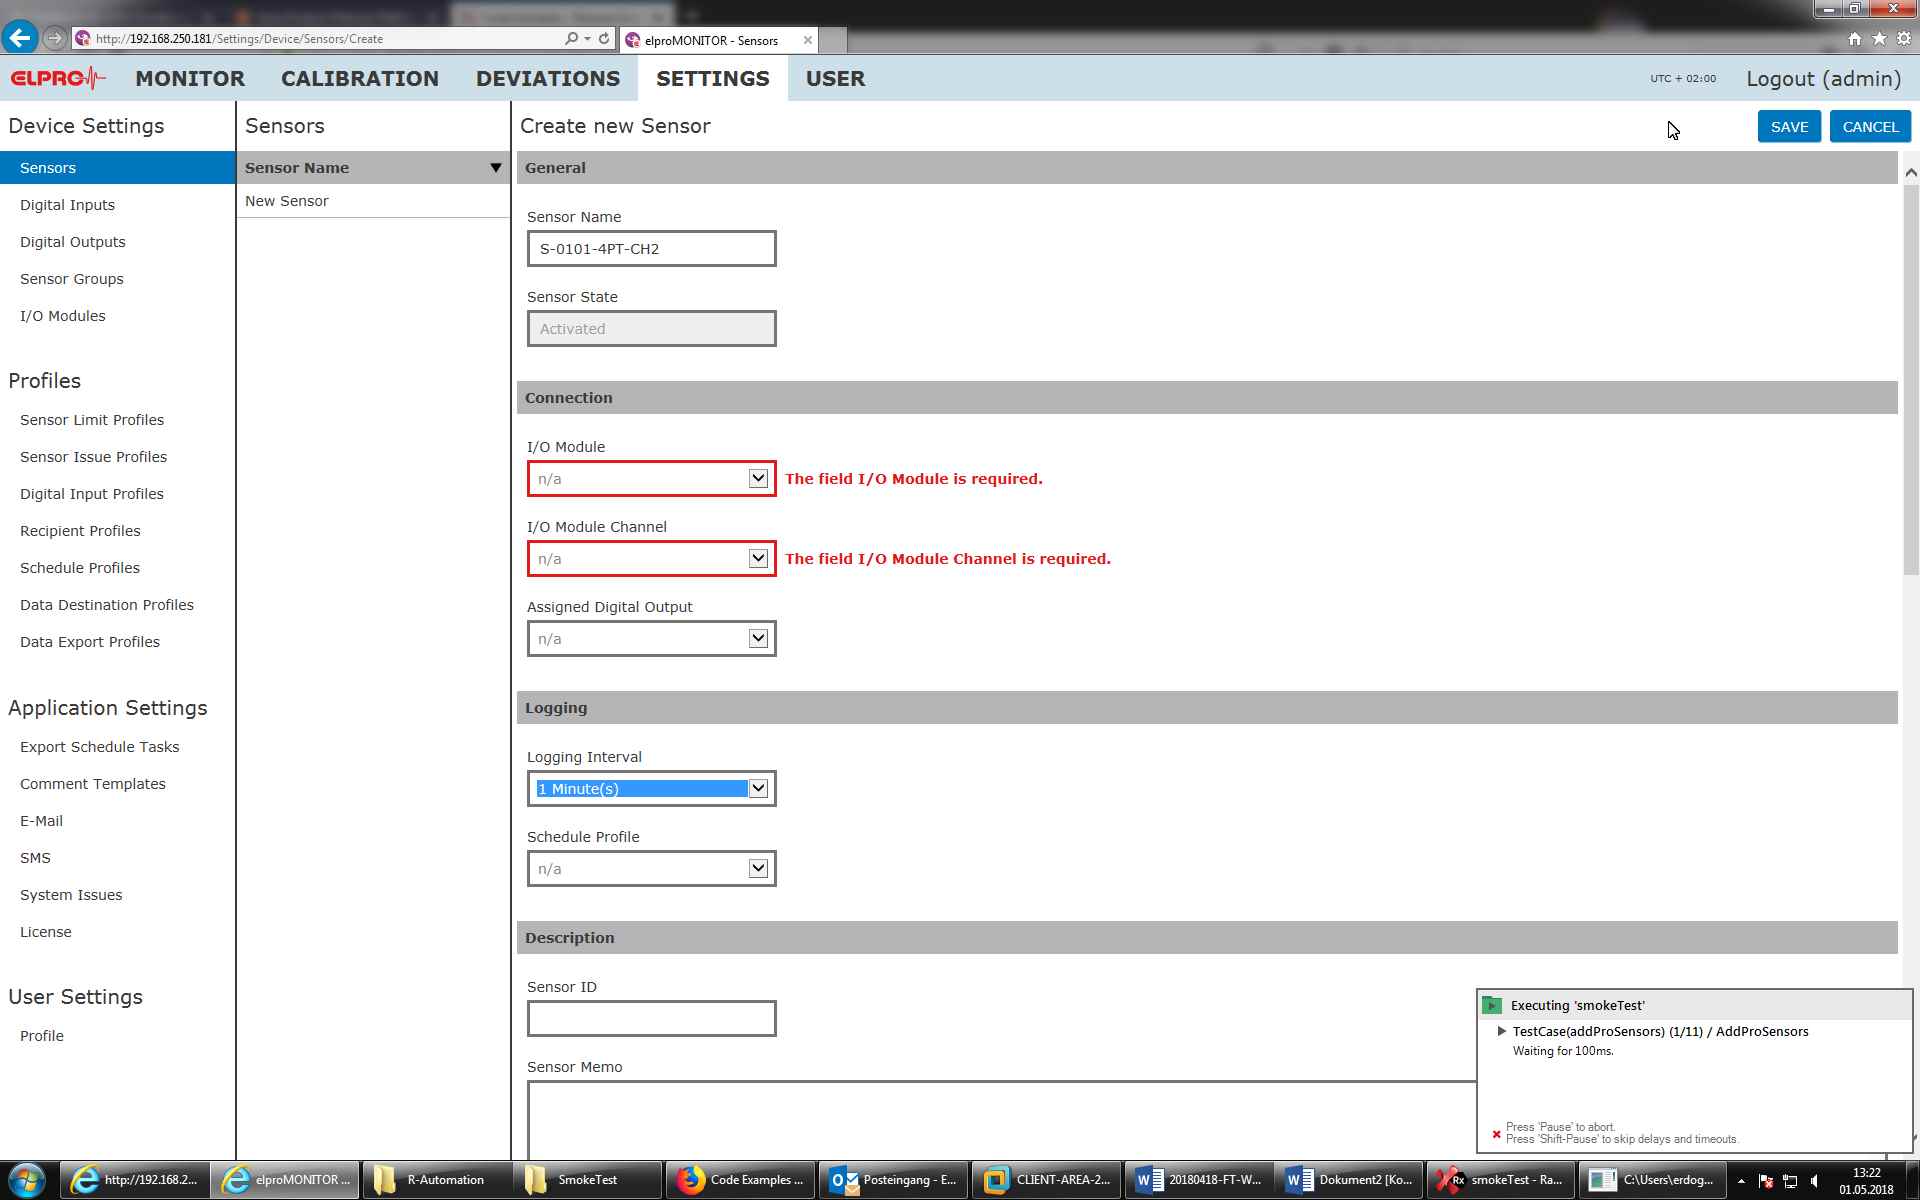 http://192.168.250.181/Settings/Device/Sensors/Create
elproMONITOR - Sensors
ELPRO
MONITOR
CALIBRATION
DEVIATIONS
SETTINGS
USER
UTC + 02:00
Logout (admin)
Device Settings
Sensors
Digital Inputs
Digital Outputs
Sensor Groups
I/O Modules
Profiles
Sensor Limit Profiles
Sensor Issue Profiles
Digital Input Profiles
Recipient Profiles
Schedule Profiles
Data Destination Profiles
Data Export Profiles
Application Settings
Export Schedule Tasks
Comment Templates
E-Mail
SMS
System Issues
License
User Settings
Profile
Sensors
Sensor Name
New Sensor
Create new Sensor
SAVE
CANCEL
General
Sensor Name
S-0101-4PT-CH2
Sensor State
Activated
Connection
I/O Module
n/a
The field I/O Module is required.
I/O Module Channel
n/a
The field I/O Module Channel is required.
Assigned Digital Output
n/a
Logging
Logging Interval
1 Minute(s)
Schedule Profile
n/a
Description
Sensor ID
Sensor Memo
Executing 'smokeTest'
TestCase(addProSensors) (1/11) / AddProSensors
Waiting for 100ms.
Press 'Pause' to abort.
Press 'Shift-Pause' to skip delays and timeouts.
http://192.168.2...
elproMONITOR ...
R-Automation
SmokeTest
Code Examples ...
Posteingang - E...
CLIENT-AREA-2...
20180418-FT-W...
Dokument2 [Ko...
smokeTest - Ra...
C:\Users\erdog...
13:22
01.05.2018